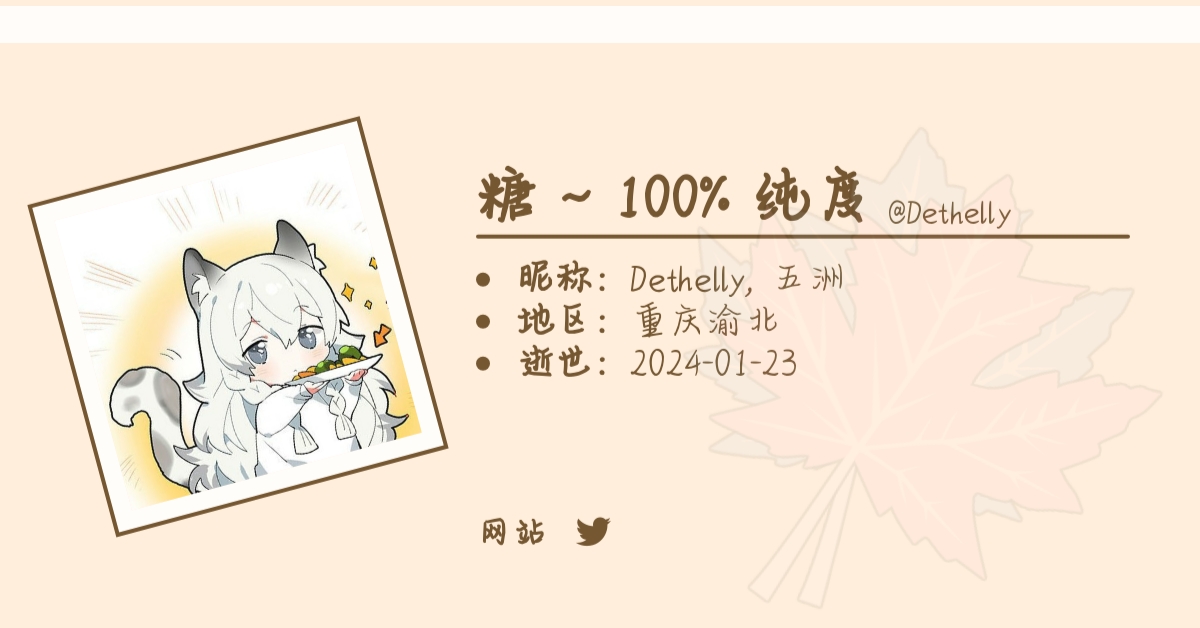 糖 ~ 100% 纯度 @Dethelly
昵称：Dethelly, 五洲
地区：重庆渝北
逝世：2024-01-23
网站